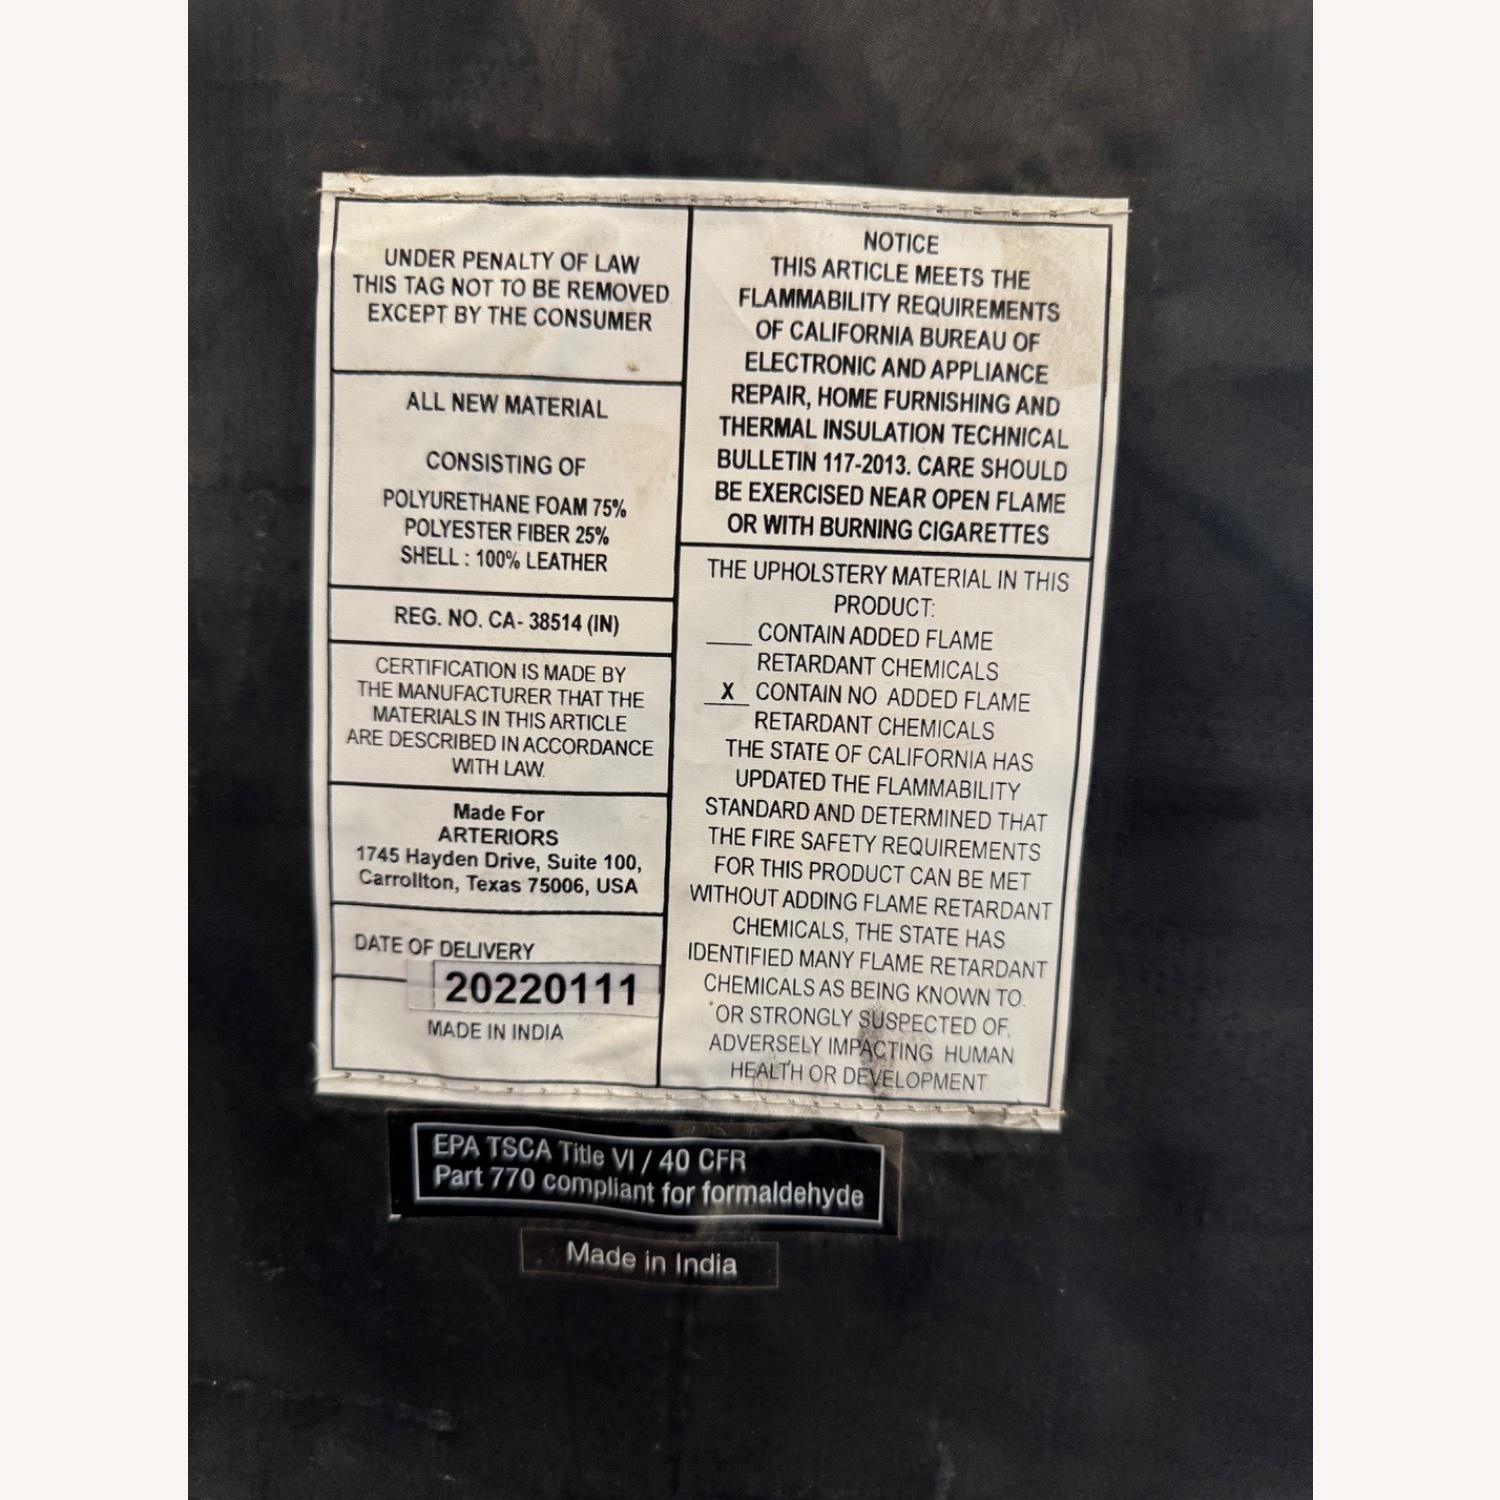 UNDER PENALTY OF LAW
THIS TAG NOT TO BE REMOVED
EXCEPT BY THE CONSUMER
ALL NEW MATERIAL
CONSISTING OF
POLYURETHANE FOAM 75%
POLYESTER FIBER 25%
SHELL : 100% LEATHER
REG. NO. CA- 38514 (IN)
CERTIFICATION IS MADE BY
THE MANUFACTURER THAT THE
MATERIALS IN THIS ARTICLE
ARE DESCRIBED IN ACCORDANCE
WITH LAW.
Made For
ARTERIORS
1745 Hayden Drive, Suite 100,
Carrollton, Texas 75006, USA
DATE OF DELIVERY
20220111
MADE IN INDIA
NOTICE
THIS ARTICLE MEETS THE
FLAMMABILITY REQUIREMENTS
OF CALIFORNIA BUREAU OF
ELECTRONIC AND APPLIANCE
REPAIR, HOME FURNISHING AND
THERMAL INSULATION TECHNICAL
BULLETIN 117-2013. CARE SHOULD
BE EXERCISED NEAR OPEN FLAME
OR WITH BURNING CIGARETTES
THE UPHOLSTERY MATERIAL IN THIS
PRODUCT:
____ CONTAIN ADDED FLAME
RETARDANT CHEMICALS
X CONTAIN NO ADDED FLAME
RETARDANT CHEMICALS
THE STATE OF CALIFORNIA HAS
UPDATED THE FLAMMABILITY
STANDARD AND DETERMINED THAT
THE FIRE SAFETY REQUIREMENTS
FOR THIS PRODUCT CAN BE MET
WITHOUT ADDING FLAME RETARDANT
CHEMICALS, THE STATE HAS
IDENTIFIED MANY FLAME RETARDANT
CHEMICALS AS BEING KNOWN TO.
OR STRONGLY SUSPECTED OF,
ADVERSELY IMPACTING HUMAN
HEALTH OR DEVELOPMENT
EPA TSCA Title VI / 40 CFR
Part 770 compliant for formaldehyde
Made in India